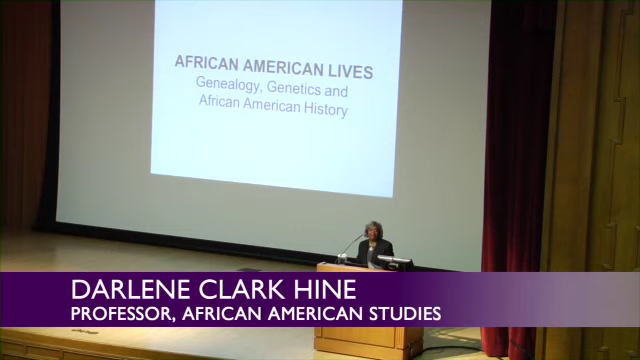 AFRICAN AMERICAN LIVES
Genealogy, Genetics and
African American History
DARLENE CLARK HINE
PROFESSOR, AFRICAN AMERICAN STUDIES